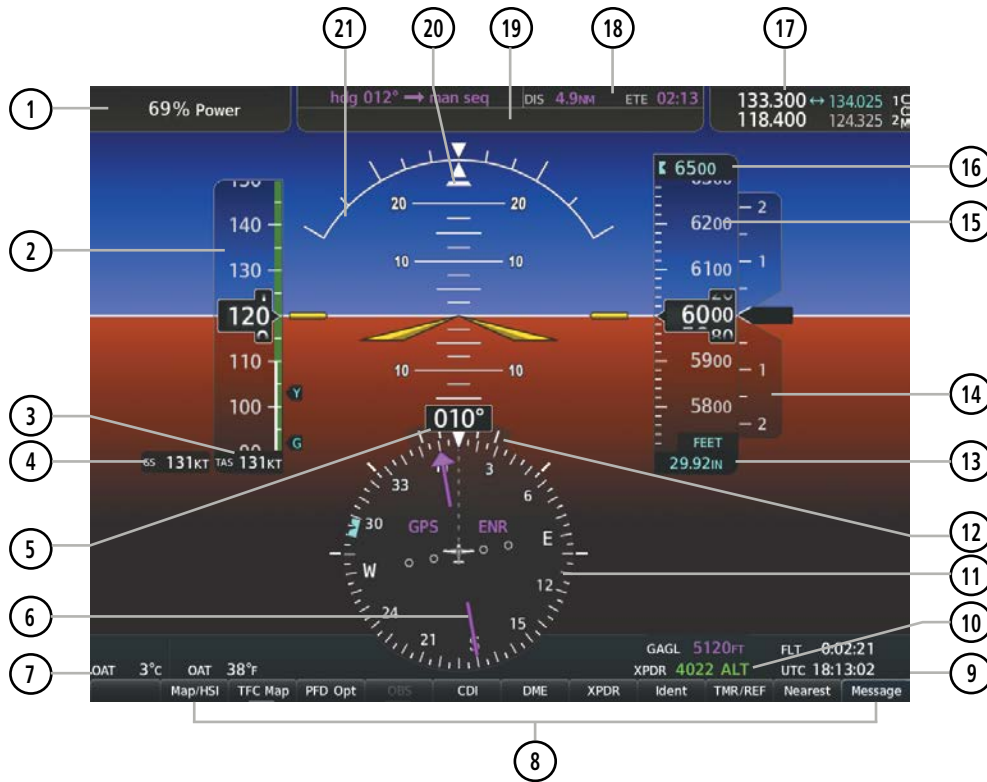 21 20 19 18 17
1
69% Power
hdg 012° → man seq DIS 4.9NM ETE 02:13
133.300 ↔ 134.025
118.400 124.325
16
6500
2
20 20
6200
2
15
140
130
10 10
6100
1
120
6000
80
110
10 10
5900
1
14
Y
3
100
010°
5800
2
G
FEET
4
GS 131KT TAS 131KT
29.92IN
13
33 3
5
30 GPS ENR 6
12
W E
11
12
6
24 15
21 S
10
GAGL 5120FT FLT 0:02:21
7
OAT 3°C OAT 38°F
XPDR 4022 ALT UTC 18:13:02
9
Map/HSI TFC Map PFD Opt OBS CDI DME XPDR Ident TMR/REF Nearest Message
8